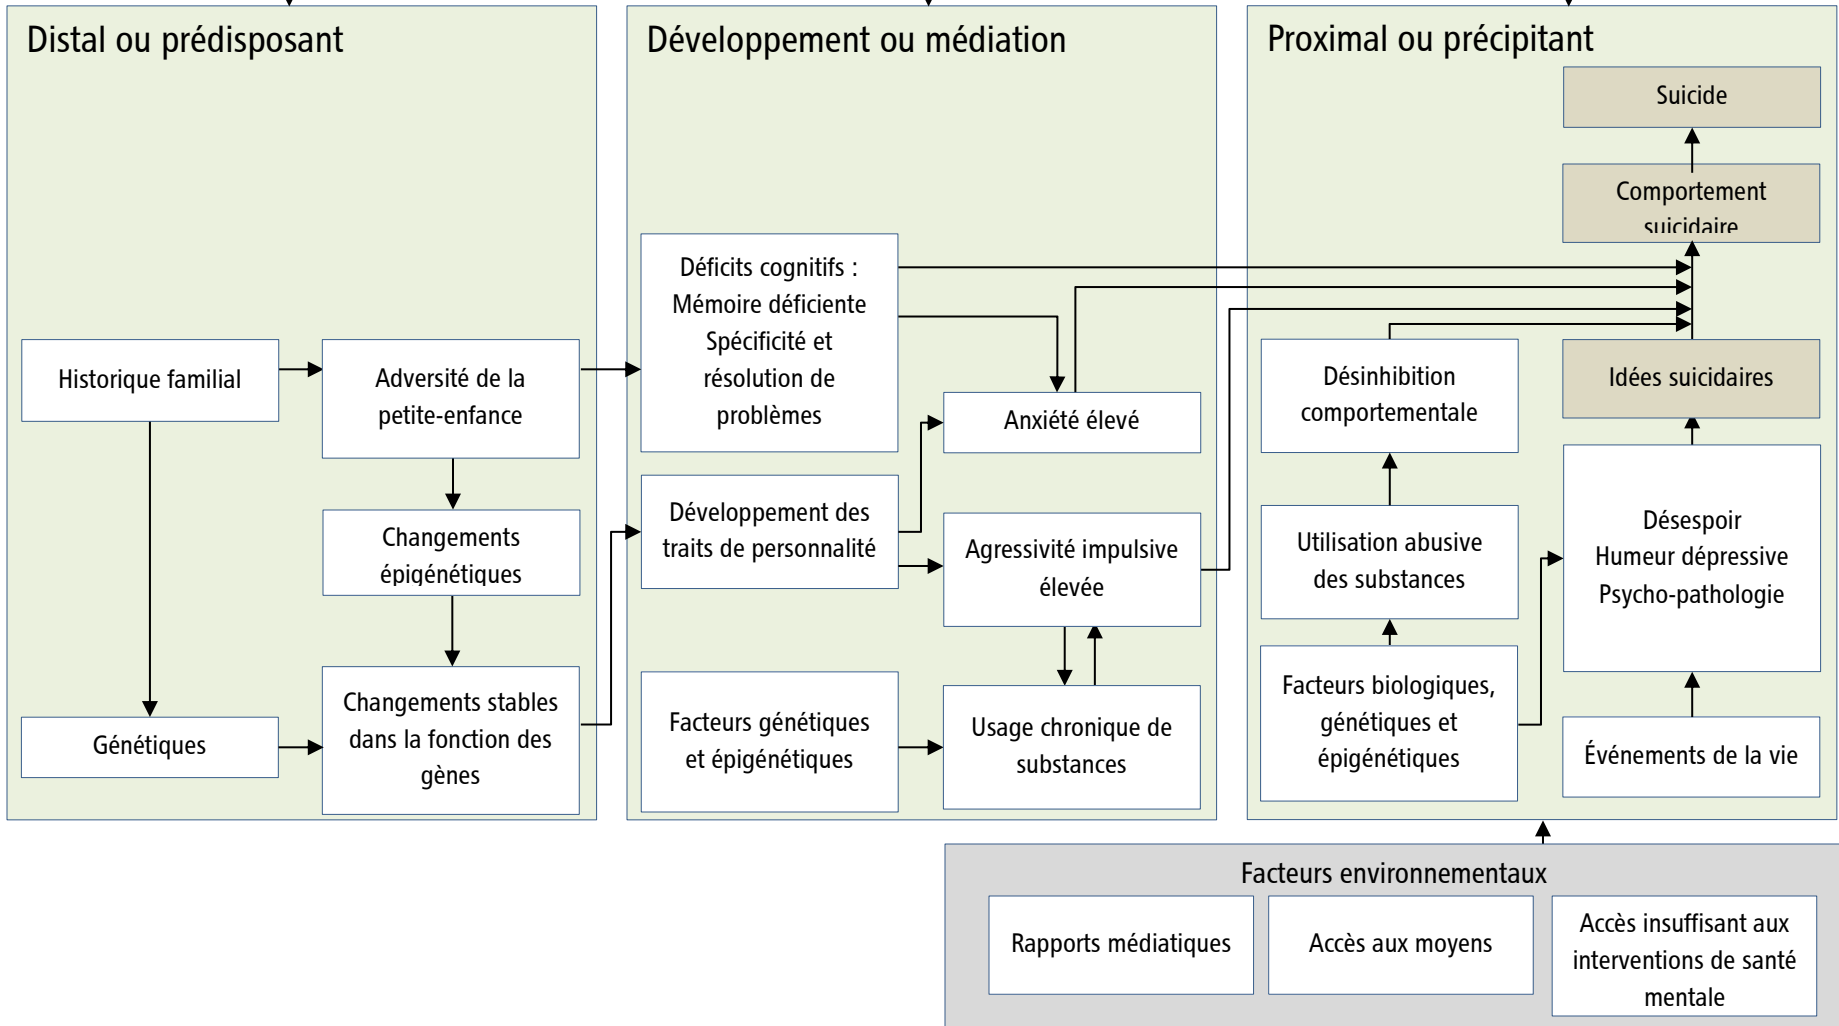 Distal ou prédisposant
Historique familial
Adversité de la
petite-enfance
Changements
épigénétiques
Génétiques
Changements stables
dans la fonction des
gènes
Développement ou médiation
Déficits cognitifs :
Mémoire déficiente
Spécificité et
résolution de
problèmes
Anxiété élevé
Développement des
traits de personnalité
Agressivité impulsive
élevée
Facteurs génétiques
et épigénétiques
Usage chronique de
substances
Proximal ou précipitant
Suicide
Comportement
suicidaire
Désinhibition
comportementale
Idées suicidaires
Utilisation abusive
des substances
Désespoir
Humeur dépressive
Psycho-pathologie
Facteurs biologiques,
génétiques et
épigénétiques
Événements de la vie
Facteurs environnementaux
Rapports médiatiques
Accès aux moyens
Accès insuffisant aux
interventions de santé
mentale